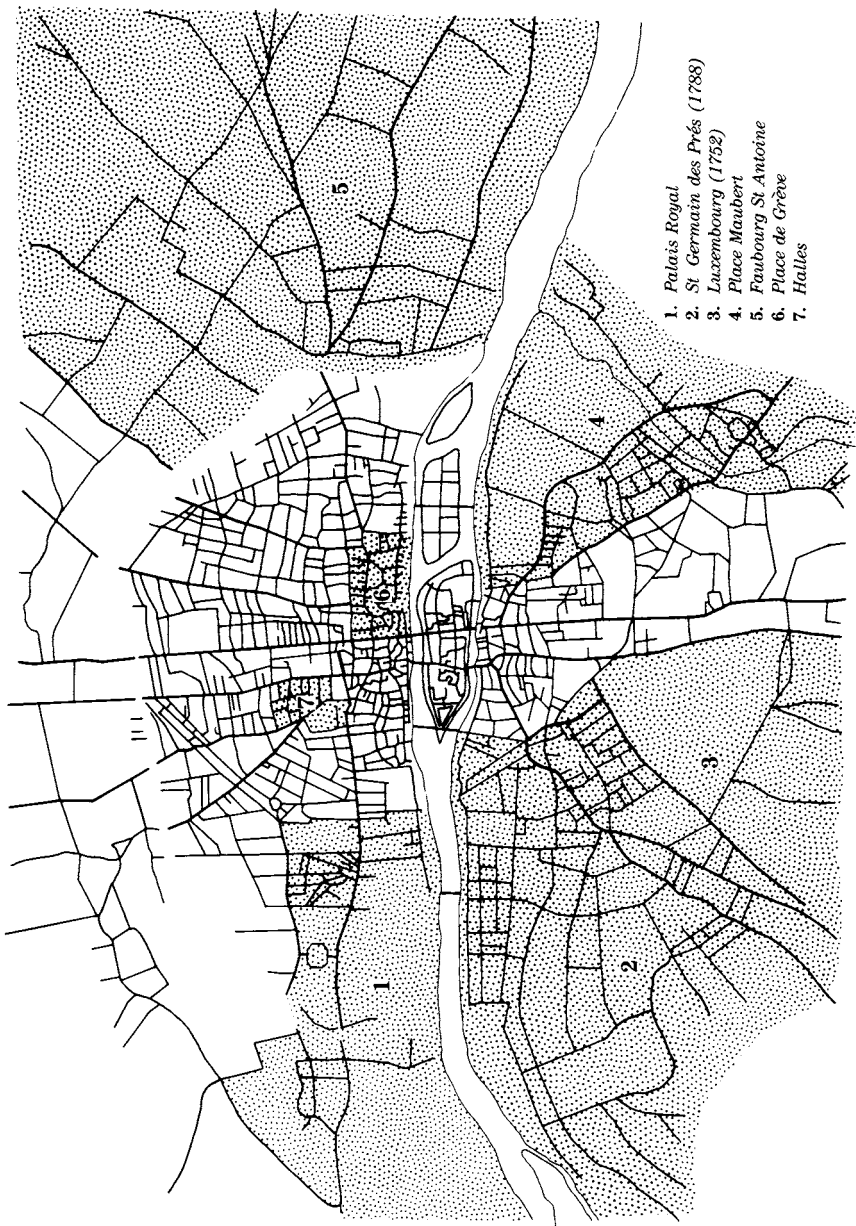 1. Palais Royal
2. St Germain des Prés (1788)
3. Luxembourg (1752)
4. Place Maubert
5. Faubourg St Antoine
6. Place de Grève
7. Halles
1
2
3
4
5
6
7